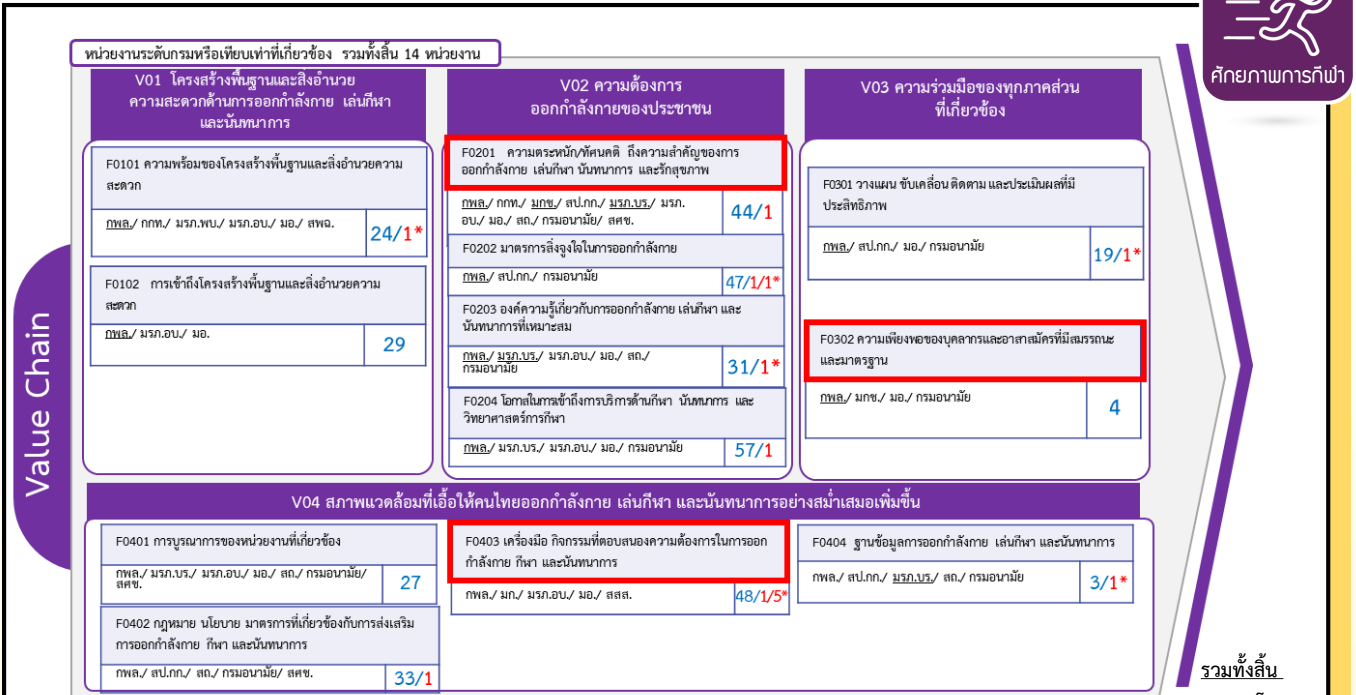 ศักยภาพการกีฬา
หน่วยงานระดับกรมหรือเทียบเท่าที่เกี่ยวข้อง รวมทั้งสิ้น 14 หน่วยงาน
Value Chain
V01 โครงสร้างพื้นฐานและสิ่งอำนวย
ความสะดวกด้านการออกกำลังกาย เล่นกีฬา
และนันทนาการ
F0101 ความพร้อมของโครงสร้างพื้นฐานและสิ่งอำนวยความ
สะดวก
กพล./ กกท./ มรภ.พบ./ มรภ.อบ./ มอ./ สพฉ.
24/1*
F0102 การเข้าถึงโครงสร้างพื้นฐานและสิ่งอำนวยความ
สะดวก
กพล./ มรภ.อบ./ มอ.
29
V02 ความต้องการ
ออกกำลังกายของประชาชน
F0201 ความตระหนัก/ทัศนคติ ถึงความสำคัญของการ
ออกกำลังกาย เล่นกีฬา นันทนาการ และรักสุขภาพ
กพล./ กกท./ มกช./ สป.กก./ มรภ.บร./ มรภ.
อบ./ มอ./ สถ./ กรมอนามัย/ สศช.
44/1
F0202 มาตรการสิ่งจูงใจในการออกกำลังกาย
กพล./ สป.กก./ กรมอนามัย
47/1/1*
F0203 องค์ความรู้เกี่ยวกับการออกกำลังกาย เล่นกีฬา และ
นันทนาการที่เหมาะสม
กพล./ มรภ.บร./ มรภ.อบ./ มอ./ สถ./
กรมอนามัย
31/1*
F0204 โอกาสในการเข้าถึงการบริการด้านกีฬา นันทนาการ และ
วิทยาศาสตร์การกีฬา
กพล./ มรภ.บร./ มรภ.อบ./ มอ./ กรมอนามัย
57/1
V03 ความร่วมมือของทุกภาคส่วน
ที่เกี่ยวข้อง
F0301 วางแผน ขับเคลื่อน ติดตาม และประเมินผลที่มี
ประสิทธิภาพ
กพล./ สป.กก./ มอ./ กรมอนามัย
19/1*
F0302 ความเพียงพอของบุคลากรและอาสาสมัครที่มีสมรรถนะ
และมาตรฐาน
กพล./ มกช./ มอ./ กรมอนามัย
4
V04 สภาพแวดล้อมที่เอื้อให้คนไทยออกกำลังกาย เล่นกีฬา และนันทนาการอย่างสม่ำเสมอเพิ่มขึ้น
F0401 การบูรณาการของหน่วยงานที่เกี่ยวข้อง
กพล./ มรภ.บร./ มรภ.อบ./ มอ./ สถ./ กรมอนามัย/
สศช.
27
F0402 กฎหมาย นโยบาย มาตรการที่เกี่ยวข้องกับการส่งเสริม
การออกกำลังกาย กีฬา และนันทนาการ
กพล./ สป.กก./ สถ./ กรมอนามัย/ สศช.
33/1
F0403 เครื่องมือ กิจกรรมที่ตอบสนองความต้องการในการออก
กำลังกาย กีฬา และนันทนาการ
กพล./ มก./ มรภ.อบ./ มอ./ สสส.
48/1/5*
F0404 ฐานข้อมูลการออกกำลังกาย เล่นกีฬา และนันทนาการ
กพล./ สป.กก./ มรภ.บร./ สถ./ กรมอนามัย
3/1*
รวมทั้งสิ้น